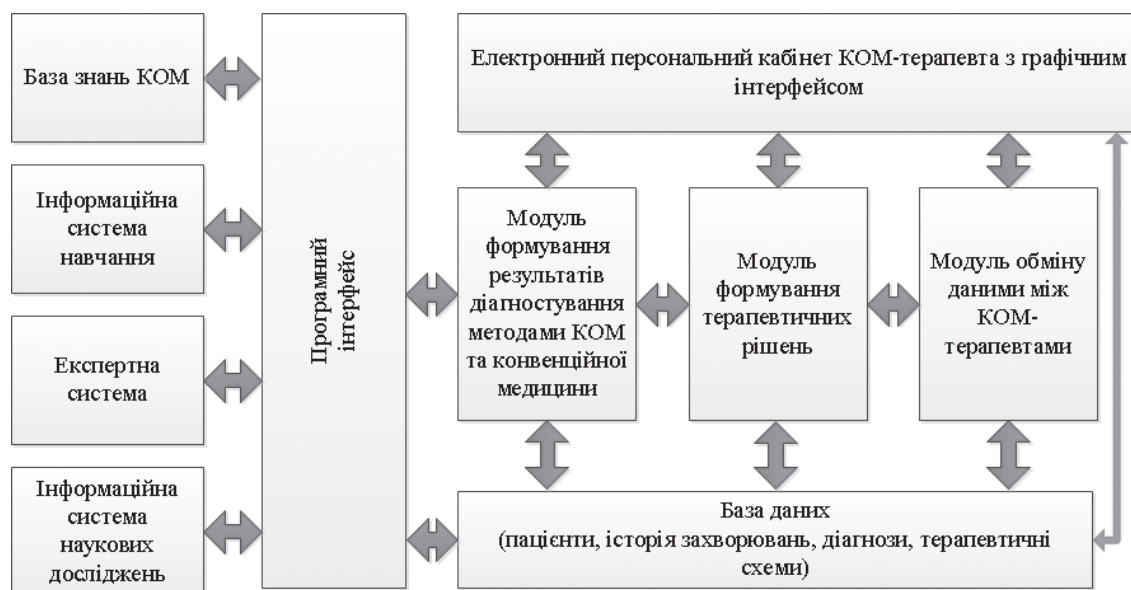 База знань КОМ
Інформаційна
система
навчання
Експертна
система
Інформаційна
система
наукових
досліджень
Програмний
інтерфейс
Електронний персональний кабінет КОМ-терапевта з графічним
інтерфейсом
Модуль
формування
результатів
діагностування
методами КОМ
та конвенційної
медицини
Модуль
формування
терапевтичних
рішень
Модуль обміну
даними між
КОМ-
терапевтами
База даних
(пацієнти, історія захворювань, діагнози, терапевтичні
схеми)